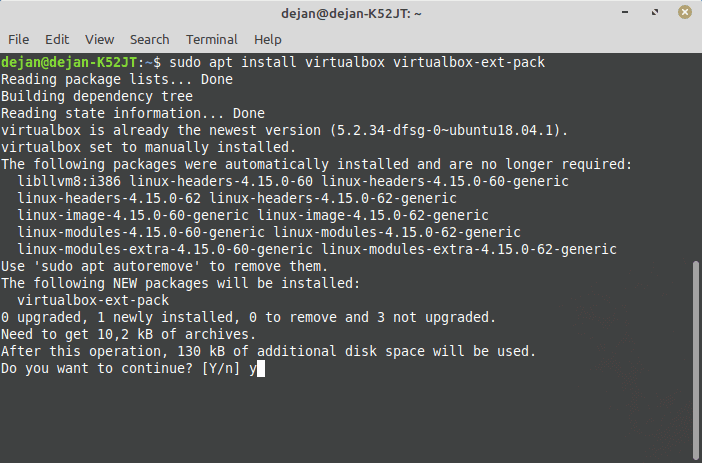 dejan@dejan-K52JT: ~
File Edit View Search Terminal Help
dejan@dejan-K52JT:~$ sudo apt install virtualbox virtualbox-ext-pack
Reading package lists... Done
Building dependency tree
Reading state information... Done
virtualbox is already the newest version (5.2.34-dfsg-0~ubuntu18.04.1).
virtualbox set to manually installed.
The following packages were automatically installed and are no longer required:
  libllvm8:i386 linux-headers-4.15.0-60 linux-headers-4.15.0-60-generic
  linux-headers-4.15.0-62 linux-headers-4.15.0-62-generic
  linux-image-4.15.0-60-generic linux-image-4.15.0-62-generic
  linux-modules-4.15.0-60-generic linux-modules-4.15.0-62-generic
  linux-modules-extra-4.15.0-60-generic linux-modules-extra-4.15.0-62-generic
Use 'sudo apt autoremove' to remove them.
The following NEW packages will be installed:
  virtualbox-ext-pack
0 upgraded, 1 newly installed, 0 to remove and 3 not upgraded.
Need to get 10,2 kB of archives.
After this operation, 130 kB of additional disk space will be used.
Do you want to continue? [Y/n] y